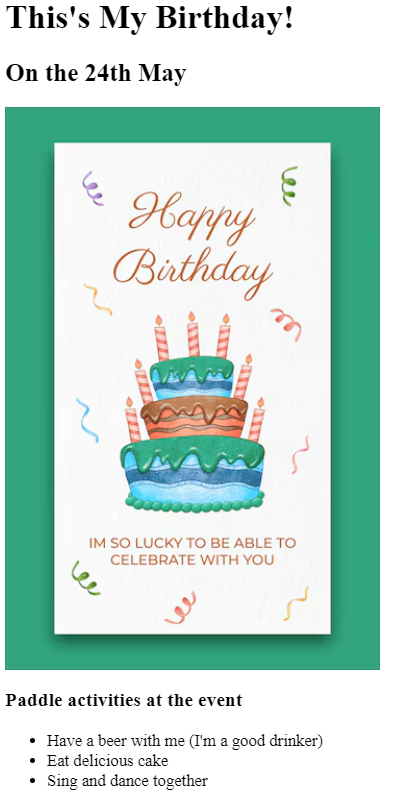 This's My Birthday!
On the 24th May
Happy
Birthday
IM SO LUCKY TO BE ABLE TO
CELEBRATE WITH YOU
Paddle activities at the event
Have a beer with me (I'm a good drinker)
Eat delicious cake
Sing and dance together